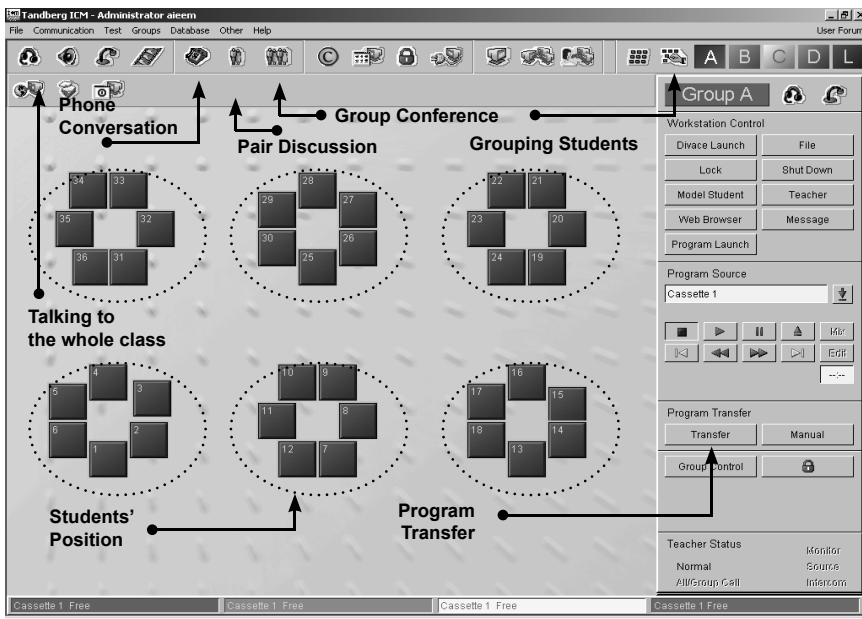 Tandberg ICM - Administrator aieem
File Communication Test Groups Database Other Help
User Forum
A B C D L
Phone
Conversation
Group Conference
Pair Discussion
Grouping Students
Group A
Workstation Control
Divace Launch File
Lock Shut Down
Model Student Teacher
Web Browser Message
Program Launch
34 33
35 32
36 31
28
29 27
30 26
25
22 21
23 20
24 19
Program Source
Cassette 1
Mix
Edit
--:--
Talking to
the whole class
4
5 3
6 2
1
10 9
11 8
12 7
16
17 15
18 14
13
Program Transfer
Transfer Manual
Group Control
Students'
Position
Program
Transfer
Teacher Status
Monitor
Normal Source
All/Group Call Intercom
Cassette 1 Free Cassette 1 Free Cassette 1 Free Cassette 1 Free